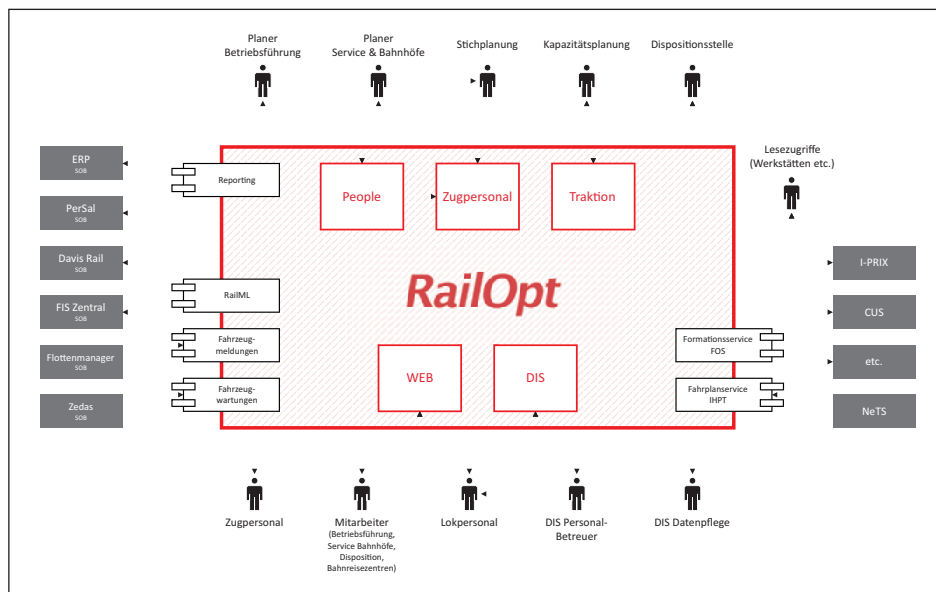 Planer
Betriebsführung
Planer
Service & Bahnhöfe
Stichplanung
Kapazitätsplanung
Dispositionsstelle
Lesezugriffe
(Werkstätten etc.)
ERP
SOB
PerSal
SOB
Davis Rail
SOB
FIS Zentral
SOB
Flottenmanager
SOB
Zedas
SOB
Reporting
RailML
Fahrzeug-
meldungen
Fahrzeug-
wartungen
People
Zugpersonal
Traktion
RailOpt
WEB
DIS
Formationsservice
FOS
Fahrplanservice
IHPT
I-PRIX
CUS
etc.
NeTS
Zugpersonal
Mitarbeiter
(Betriebsführung,
Service Bahnhöfe,
Disposition,
Bahnreisezentren)
Lokpersonal
DIS Personal-
Betreuer
DIS Datenpflege